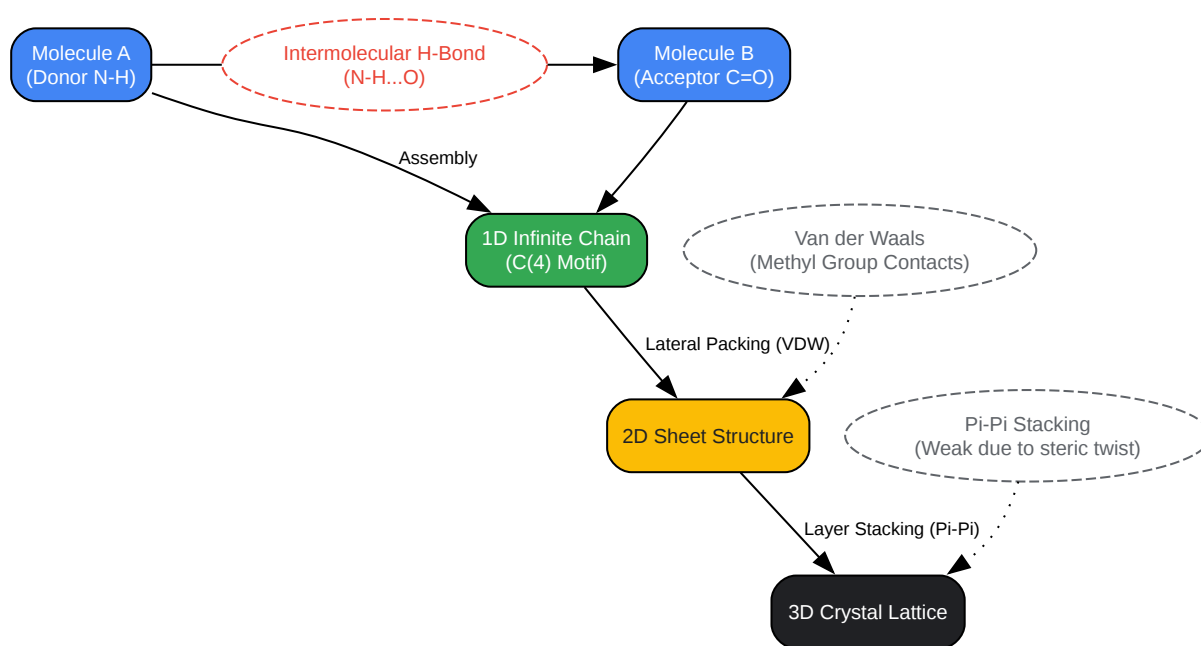 Molecule A
(Donor N-H)
Intermolecular H-Bond
(N-H...O)
Molecule B
(Acceptor C=O)
Assembly
1D Infinite Chain
(C(4) Motif)
Van der Waals
(Methyl Group Contacts)
Lateral Packing (VDW)
2D Sheet Structure
Pi-Pi Stacking
(Weak due to steric twist)
Layer Stacking (Pi-Pi)
3D Crystal Lattice